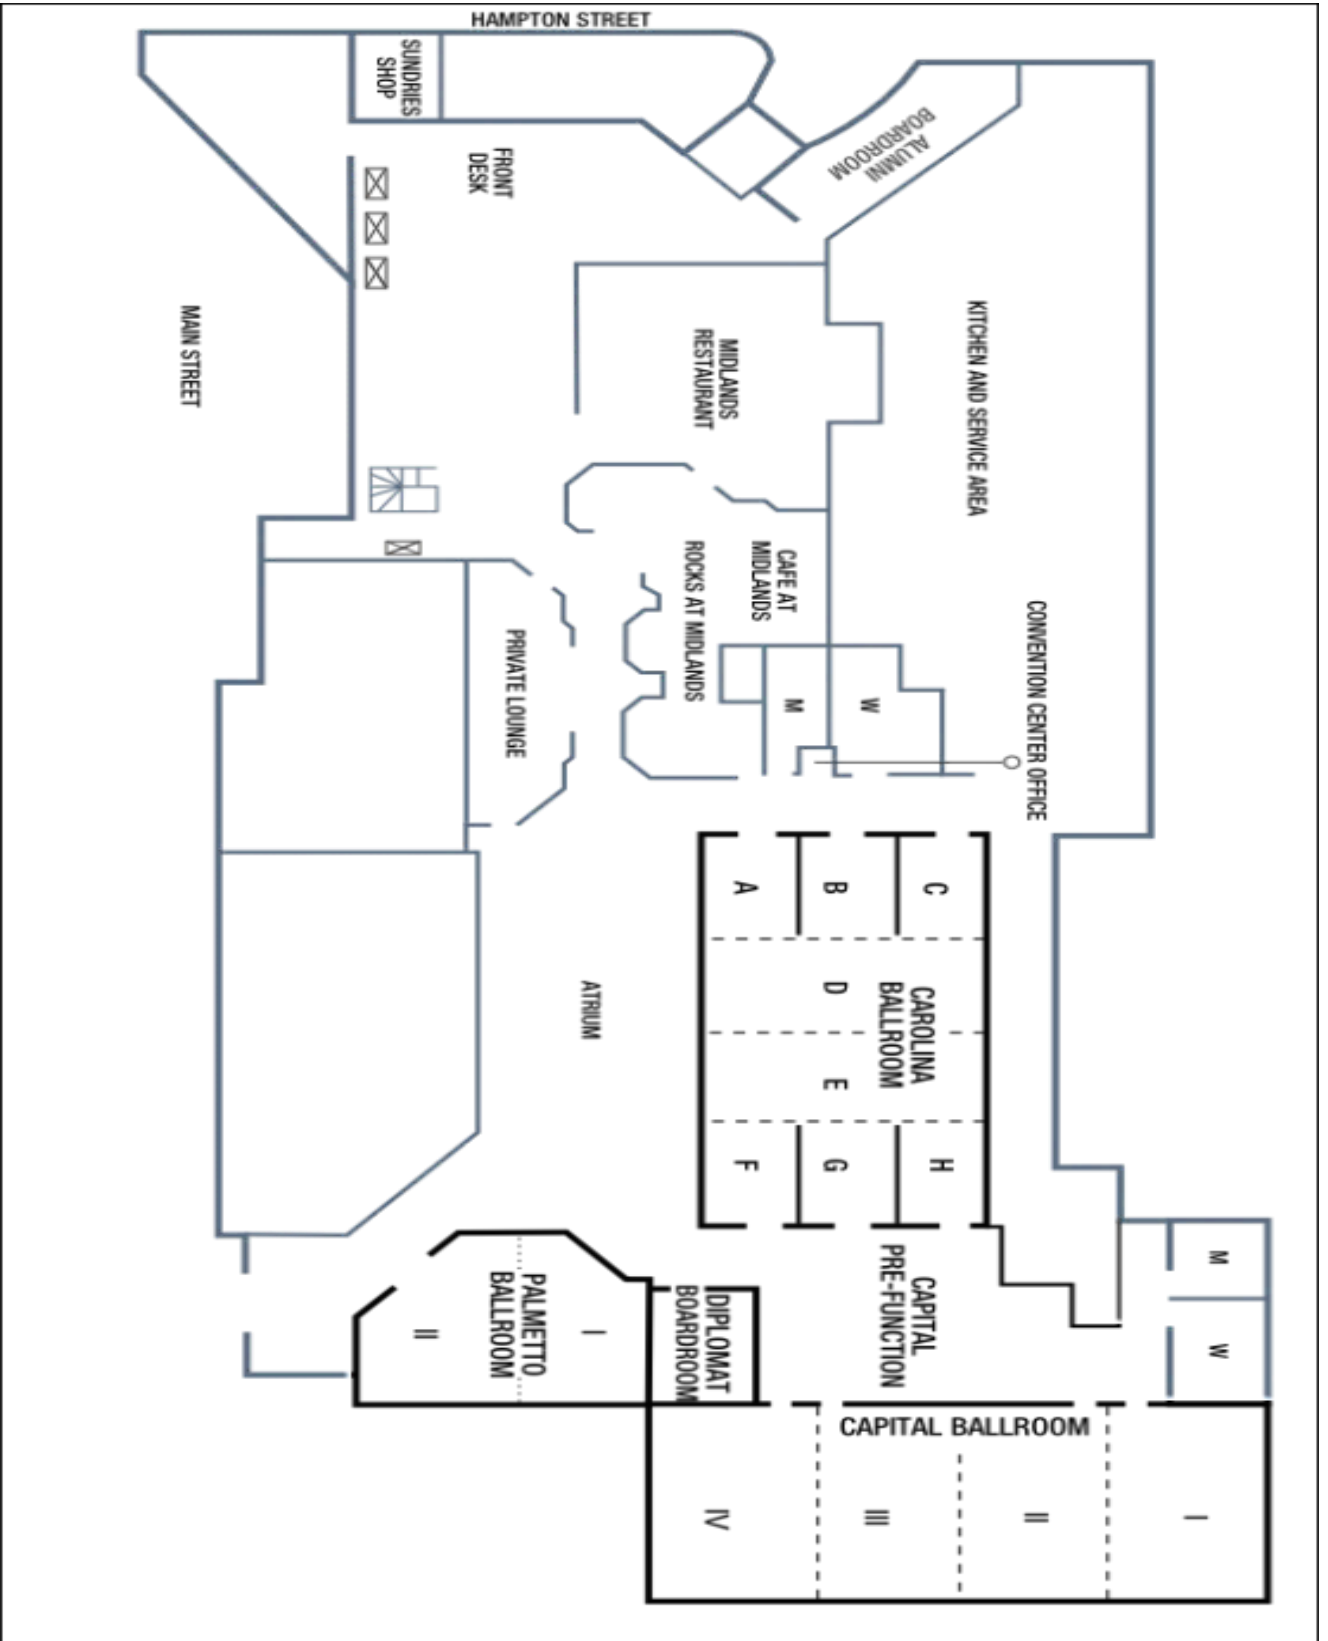 HAMPTON STREET
SUNDRIES
SHOP
FRONT
DESK
ALUMNI
BOARDROOM
MAIN STREET
MIDLANDS
RESTAURANT
KITCHEN AND SERVICE AREA
CAFE AT
MIDLANDS
ROCKS AT MIDLANDS
PRIVATE LOUNGE
M
W
CONVENTION CENTER OFFICE
A
B
C
D
CAROLINA
BALLROOM
E
F
G
H
ATRIUM
CAPITAL
PRE-FUNCTION
M
W
PALMETTO
BALLROOM
I
II
DIPLOMAT
BOARDROOM
CAPITAL BALLROOM
IV
III
II
I